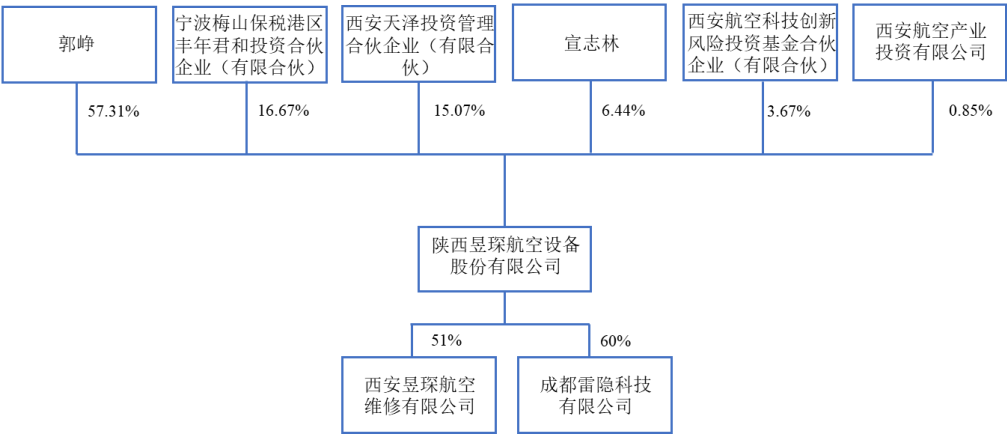 郭峥
宁波梅山保税港区
丰年君和投资合伙
企业（有限合伙）
西安天泽投资管理
合伙企业（有限合
伙）
宣志林
西安航空科技创新
风险投资基金合伙
企业（有限合伙）
西安航空产业
投资有限公司
57.31%
16.67%
15.07%
6.44%
3.67%
0.85%
陕西昱琛航空设备
股份有限公司
51%
60%
西安昱琛航空
维修有限公司
成都雷隐科技
有限公司